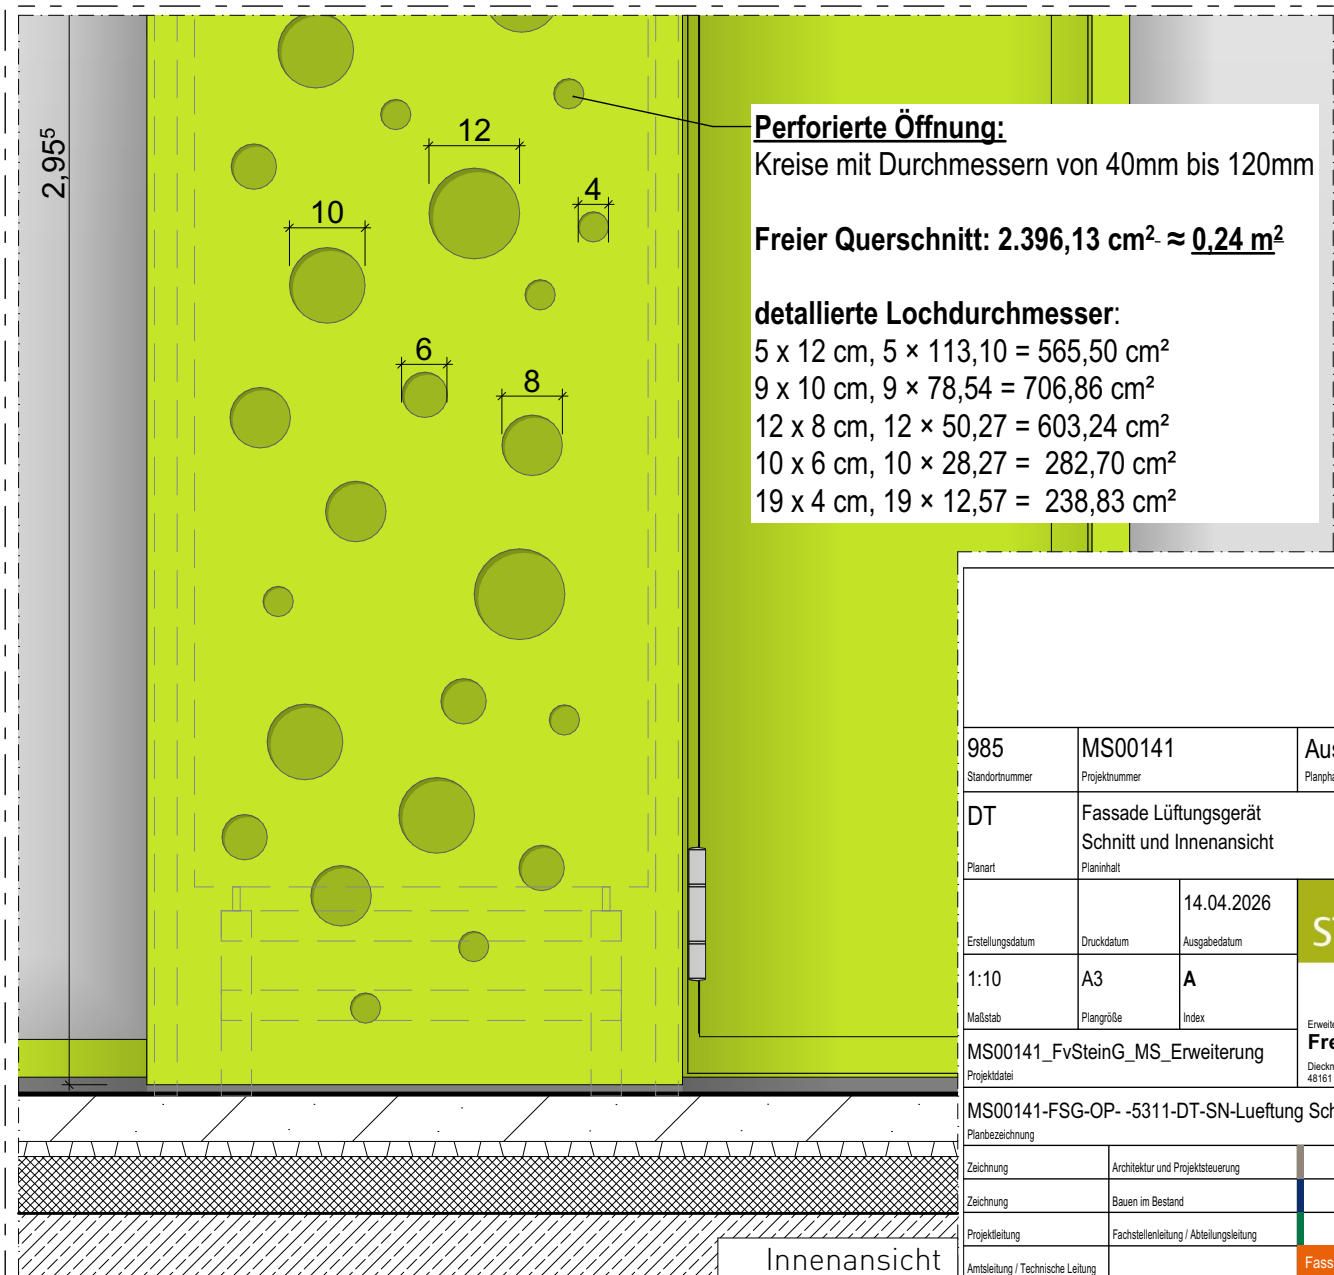 2,95⁵
12
10
4
6
8
Perforierte Öffnung:
Kreise mit Durchmessern von 40mm bis 120mm
Freier Querschnitt: 2.396,13 cm² ≈ 0,24 m²
detallierte Lochdurchmesser:
5 x 12 cm, 5 × 113,10 = 565,50 cm²
9 x 10 cm, 9 × 78,54 = 706,86 cm²
12 x 8 cm, 12 × 50,27 = 603,24 cm²
10 x 6 cm, 10 × 28,27 = 282,70 cm²
19 x 4 cm, 19 × 12,57 = 238,83 cm²
985
Standortnummer
MS00141
Projektnummer
DT
Planart
Fassade Lüftungsgerät
Schnitt und Innenansicht
Planinhalt
Erstellungsdatum
Druckdatum
14.04.2026
Ausgabedatum
1:10
Maßstab
A3
Plangröße
A
Index
MS00141_FvSteinG_MS_Erweiterung
Projektdatei
48161
MS00141-FSG-OP- -5311-DT-SN-Lueftung
Planbezeichnung
Zeichnung
Architektur und Projektsteuerung
Zeichnung
Bauen im Bestand
Projektleitung
Fachstellenleitung / Abteilungsleitung
Amtsleitung / Technische Leitung
Innenansicht